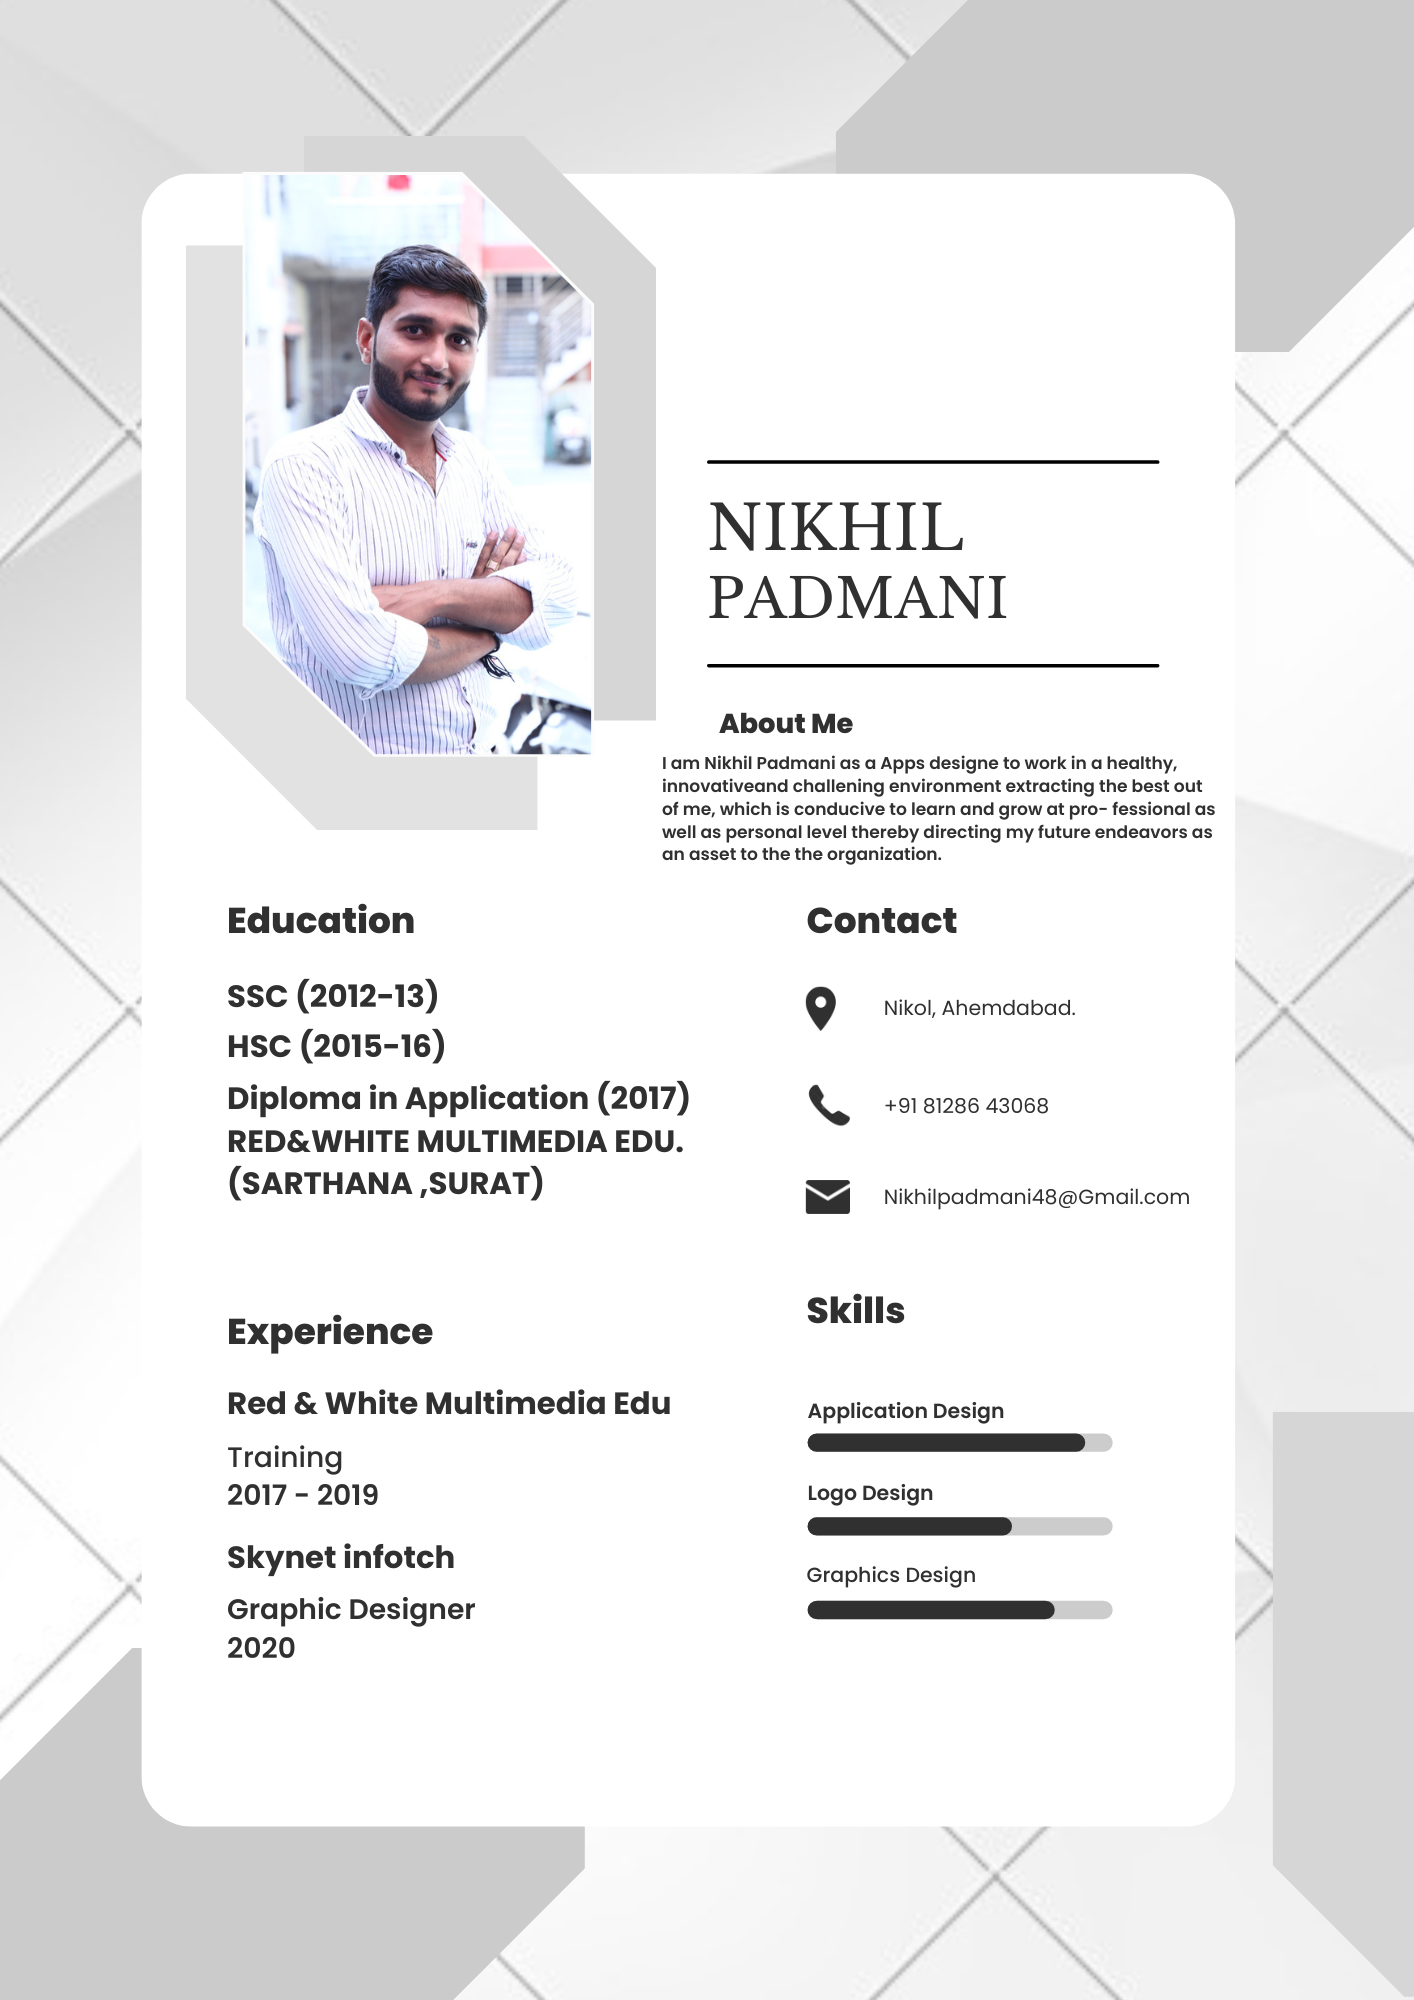 NIKHIL
PADMANI
About Me
I am Nikhil Padmani as a Apps designe to work in a healthy,
innovativeand challening environment extracting the best out
of me, which is conducive to learn and grow at pro- fessional as
well as personal level thereby directing my future endeavors as
an asset to the the organization.
Education
SSC (2012-13)
HSC (2015-16)
Diploma in Application (2017)
RED&WHITE MULTIMEDIA EDU.
(SARTHANA ,SURAT)
Experience
Red & White Multimedia Edu
Training
2017 - 2019
Skynet infotch
Graphic Designer
2020
Contact
Nikol, Ahemdabad.
+91 81286 43068
Nikhilpadmani48@Gmail.com
Skills
Application Design
Logo Design
Graphics Design